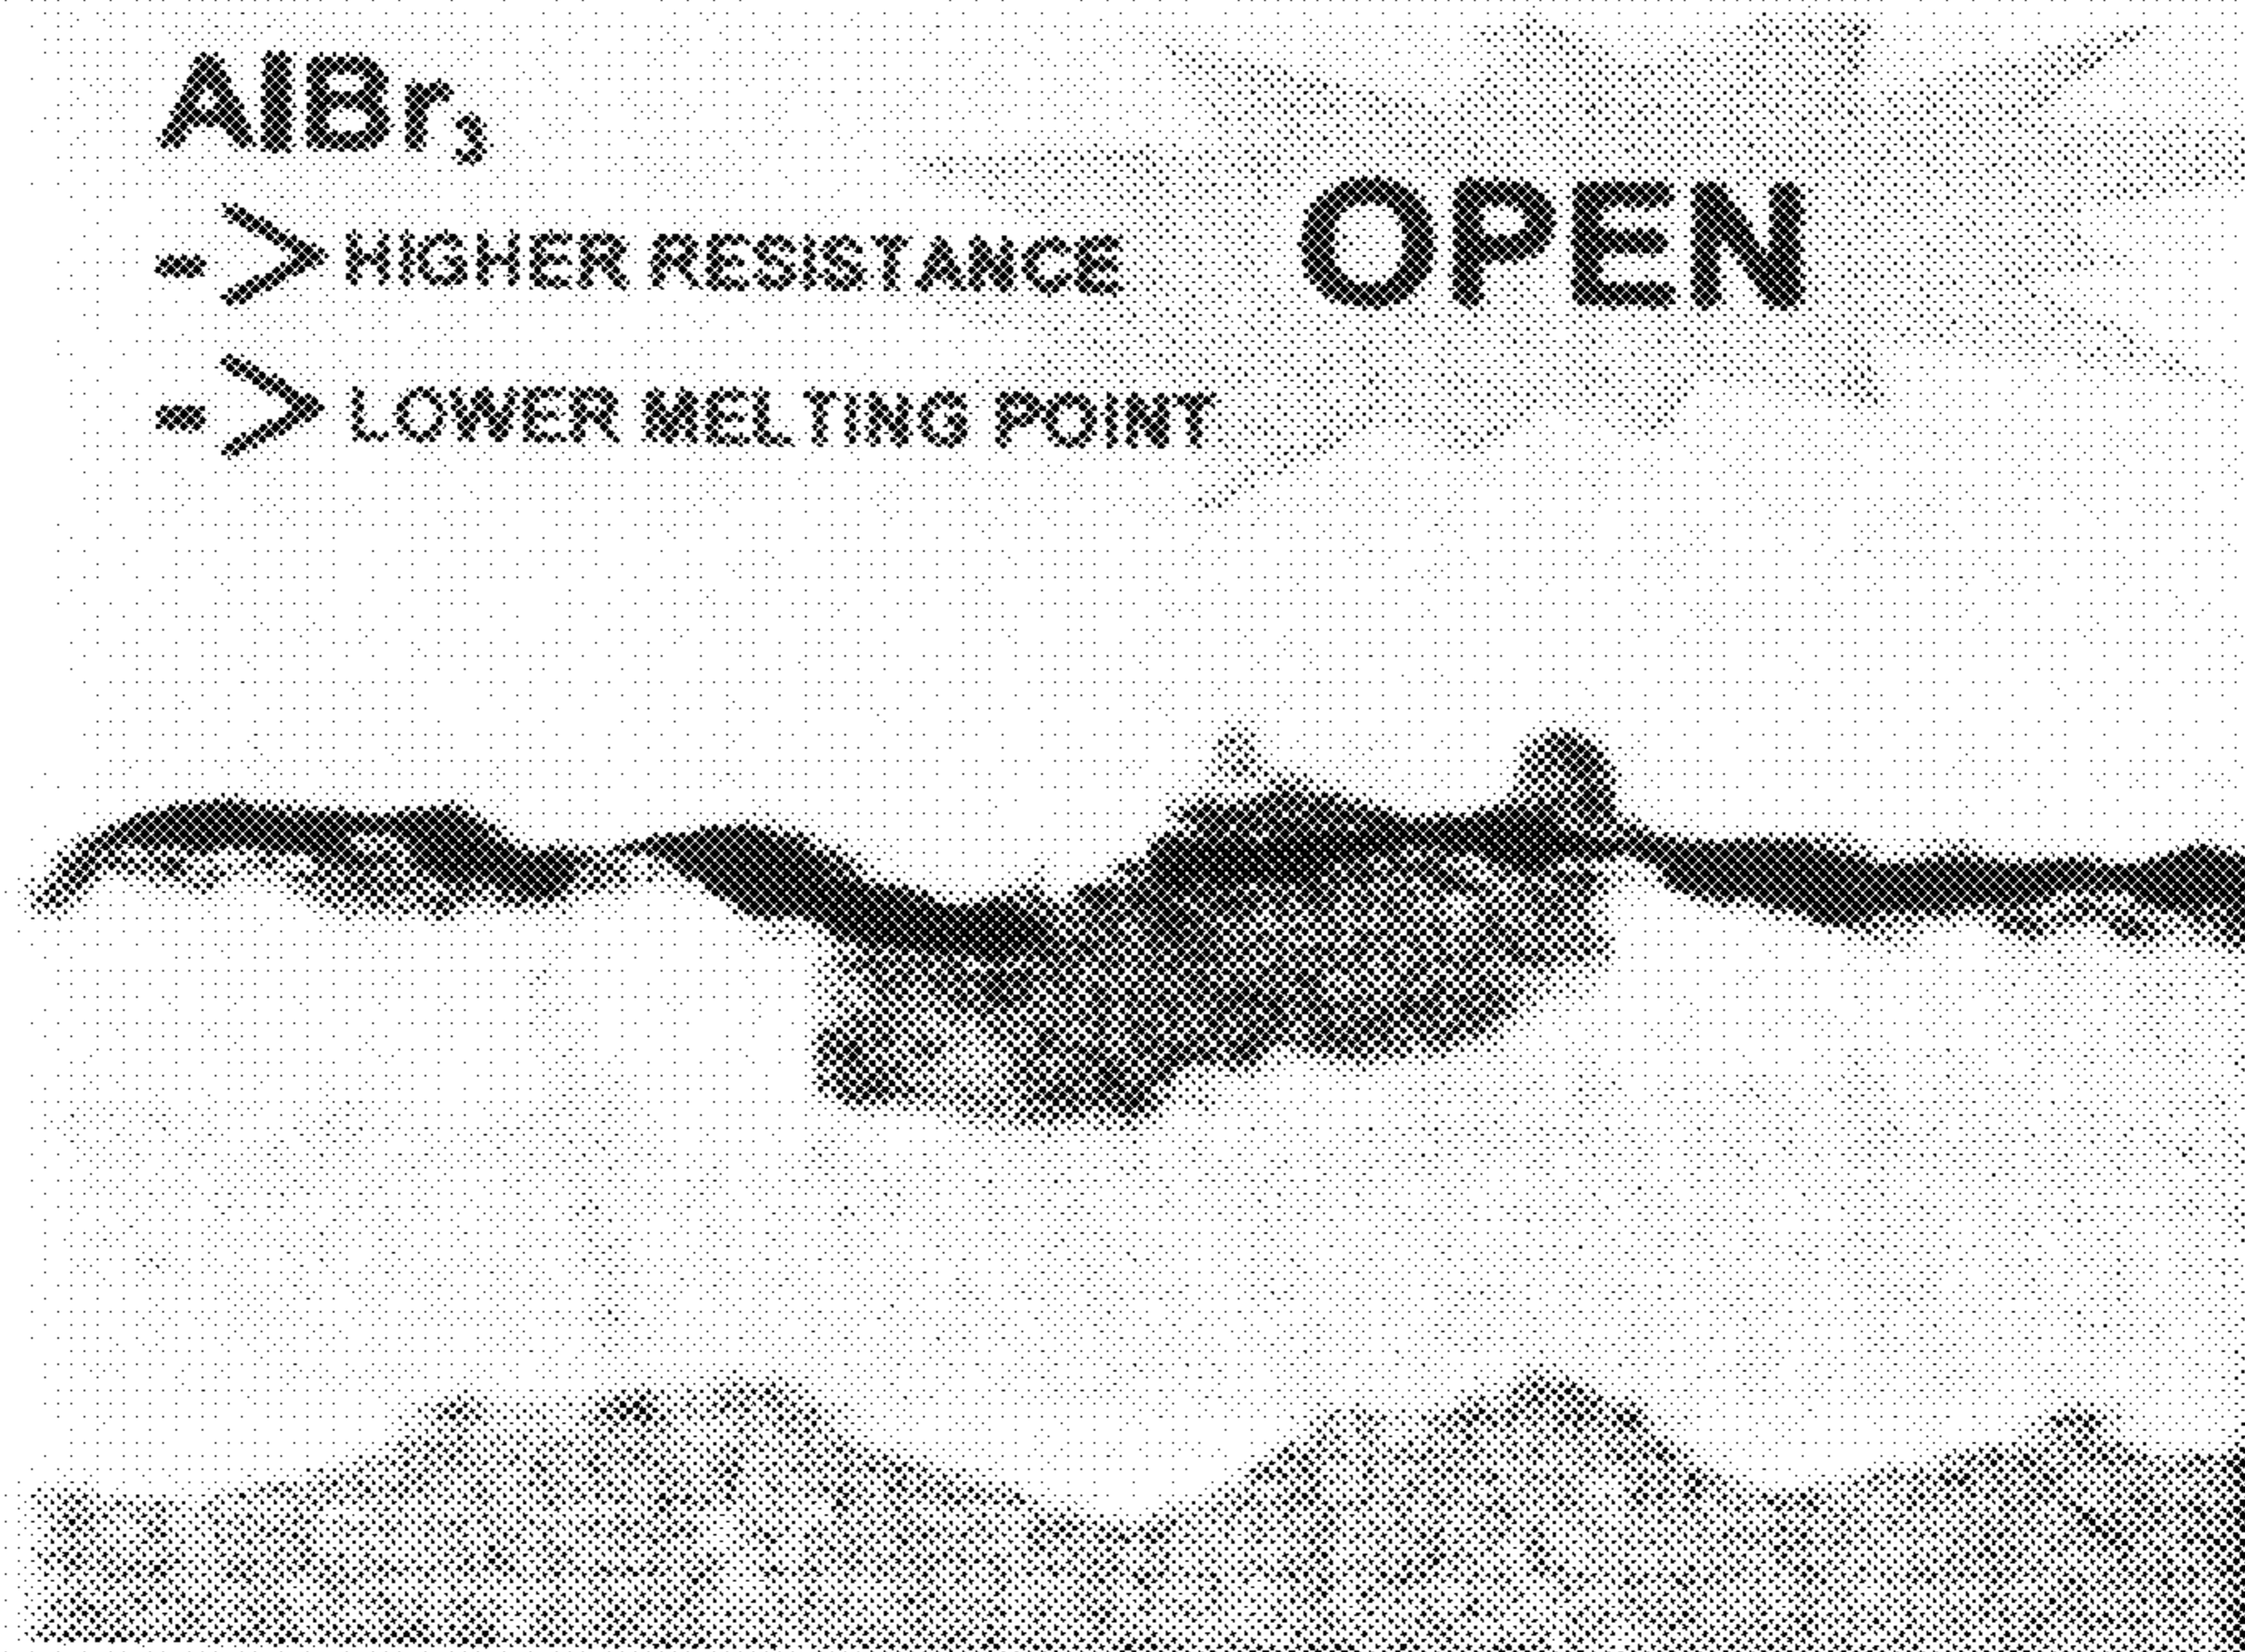 AlBr₃
-> HIGHER RESISTANCE
-> LOWER MELTING POINT
OPEN